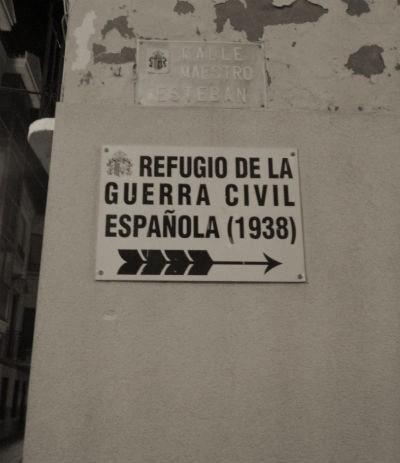 CALLE
MAESTRO
ESTEBAN
REFUGIO DE LA
GUERRA CIVIL
ESPAÑOLA (1938)